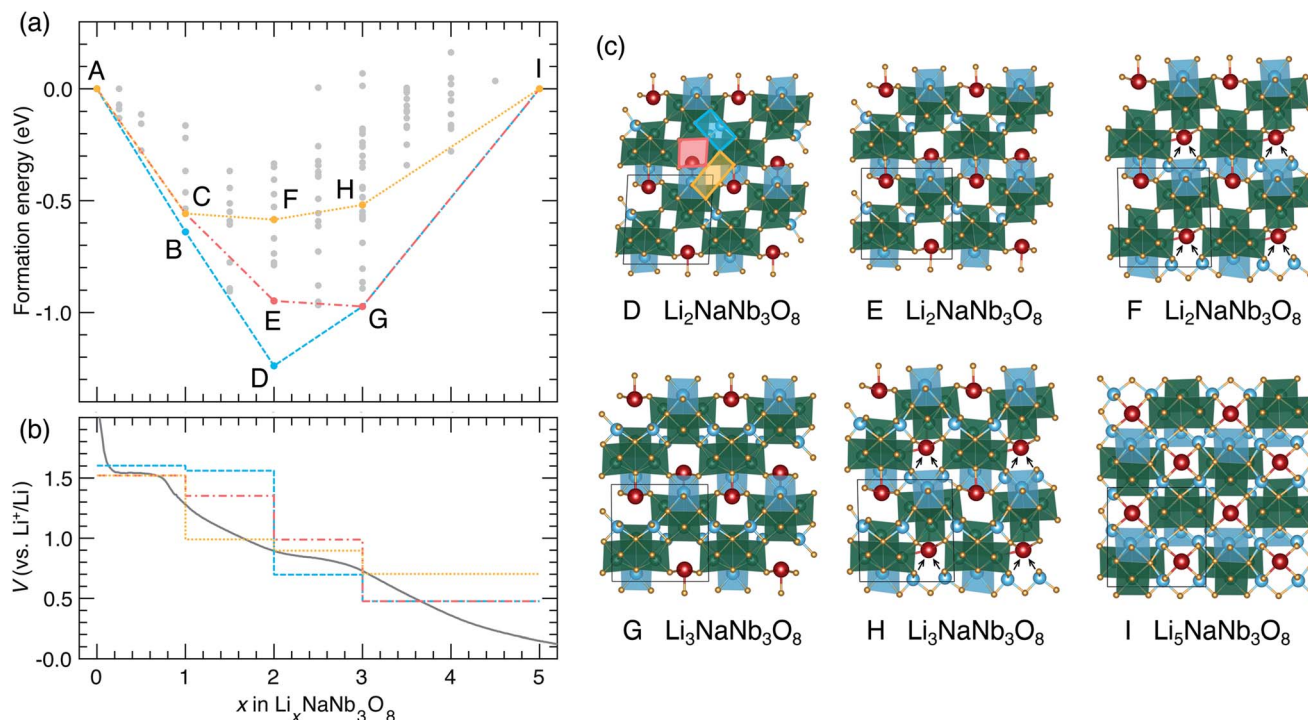 (a)
A
I
0.0
-0.5
-1.0
Formation energy (eV)
C
F
H
B
E
G
D
(b)
1.5
1.0
0.5
-0.0
V (vs. Li⁺/Li)
0 1 2 3 4 5
x in LiₓNaNb₃O₈
(c)
D Li₂NaNb₃O₈
E Li₂NaNb₃O₈
F Li₂NaNb₃O₈
G Li₃NaNb₃O₈
H Li₃NaNb₃O₈
I Li₅NaNb₃O₈